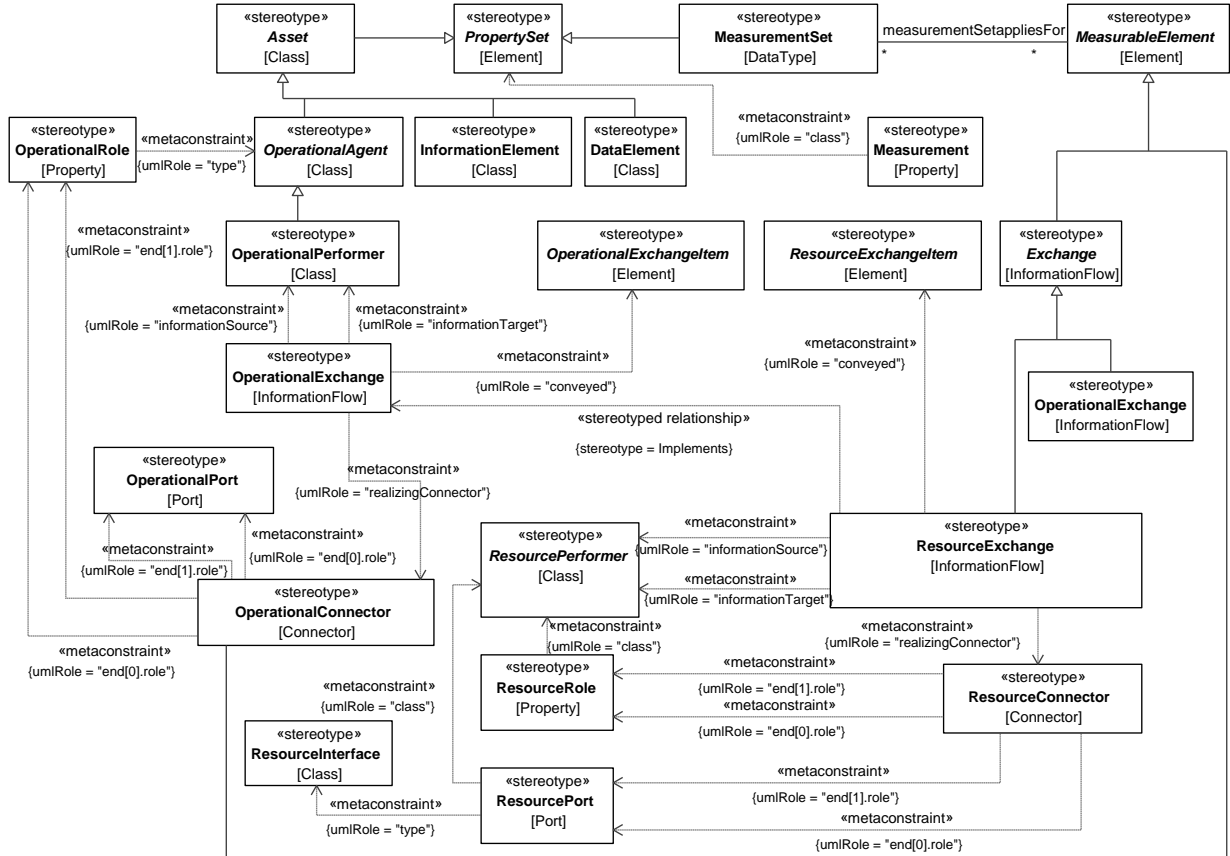 «stereotype»
Asset
[Class]
«stereotype»
PropertySet
[Element]
«stereotype»
MeasurementSet
[DataType]
measurementSetappliesFor
*
*
«stereotype»
MeasurableElement
[Element]
«stereotype»
OperationalRole
[Property]
«metaconstraint»
{umlRole = "type"}
«stereotype»
OperationalAgent
[Class]
«stereotype»
InformationElement
[Class]
«stereotype»
DataElement
[Class]
«metaconstraint»
{umlRole = "class"}
«stereotype»
Measurement
[Property]
«metaconstraint»
{umlRole = "end[1].role"}
«stereotype»
OperationalPerformer
[Class]
«stereotype»
OperationalExchangeItem
[Element]
«stereotype»
ResourceExchangeItem
[Element]
«stereotype»
Exchange
[InformationFlow]
«metaconstraint»
{umlRole = "informationSource"}
«metaconstraint»
{umlRole = "informationTarget"}
«stereotype»
OperationalExchange
[InformationFlow]
«metaconstraint»
{umlRole = "conveyed"}
«metaconstraint»
{umlRole = "conveyed"}
«stereotype»
OperationalExchange
[InformationFlow]
«stereotyped relationship»
{stereotype = Implements}
«stereotype»
OperationalPort
[Port]
«metaconstraint»
{umlRole = "realizingConnector"}
«metaconstraint»
{umlRole = "end[1].role"}
«metaconstraint»
{umlRole = "end[0].role"}
«stereotype»
ResourcePerformer
[Class]
«metaconstraint»
{umlRole = "informationSource"}
«metaconstraint»
{umlRole = "informationTarget"}
«stereotype»
ResourceExchange
[InformationFlow]
«stereotype»
OperationalConnector
[Connector]
«metaconstraint»
{umlRole = "end[0].role"}
«metaconstraint»
{umlRole = "class"}
«metaconstraint»
{umlRole = "realizingConnector"}
«stereotype»
ResourceRole
[Property]
«metaconstraint»
{umlRole = "end[1].role"}
«metaconstraint»
{umlRole = "end[0].role"}
«stereotype»
ResourceConnector
[Connector]
«metaconstraint»
{umlRole = "class"}
«stereotype»
ResourceInterface
[Class]
«metaconstraint»
{umlRole = "type"}
«stereotype»
ResourcePort
[Port]
«metaconstraint»
{umlRole = "end[1].role"}
«metaconstraint»
{umlRole = "end[0].role"}